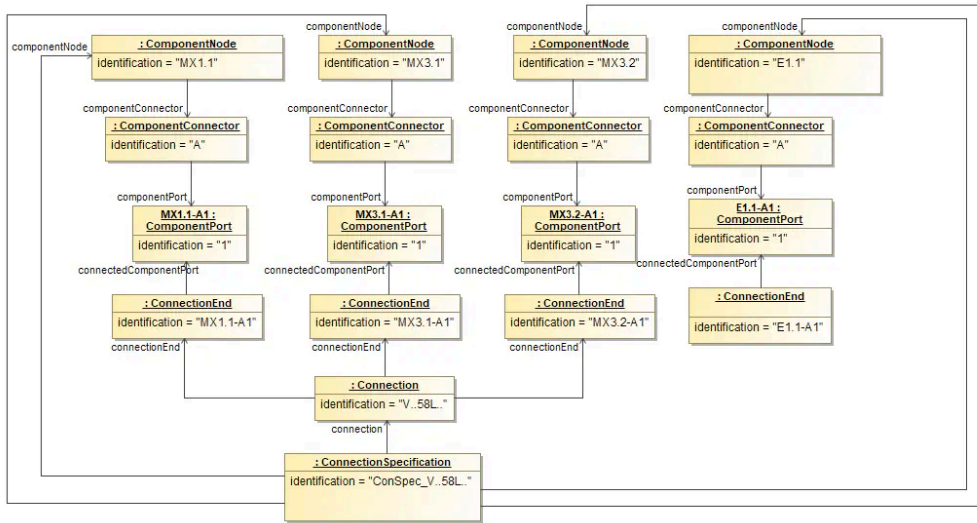 componentNode
componentNode
componentNode
componentNode
: ComponentNode
identification = "MX1.1"
: ComponentNode
identification = "MX3.1"
: ComponentNode
identification = "MX3.2"
: ComponentNode
identification = "E1.1"
componentConnector
componentConnector
componentConnector
componentConnector
: ComponentConnector
identification = "A"
: ComponentConnector
identification = "A"
: ComponentConnector
identification = "A"
: ComponentConnector
identification = "A"
componentPort
componentPort
componentPort
componentPort
MX1.1-A1 :
ComponentPort
identification = "1"
MX3.1-A1 :
ComponentPort
identification = "1"
MX3.2-A1 :
ComponentPort
identification = "1"
E1.1-A1 :
ComponentPort
identification = "1"
connectedComponentPort
connectedComponentPort
connectedComponentPort
connectedComponentPort
: ConnectionEnd
identification = "MX1.1-A1"
: ConnectionEnd
identification = "MX3.1-A1"
: ConnectionEnd
identification = "MX3.2-A1"
: ConnectionEnd
identification = "E1.1-A1"
connectionEnd
connectionEnd
connectionEnd
: Connection
identification = "V..58L.."
connection
: ConnectionSpecification
identification = "ConSpec_V..58L.."